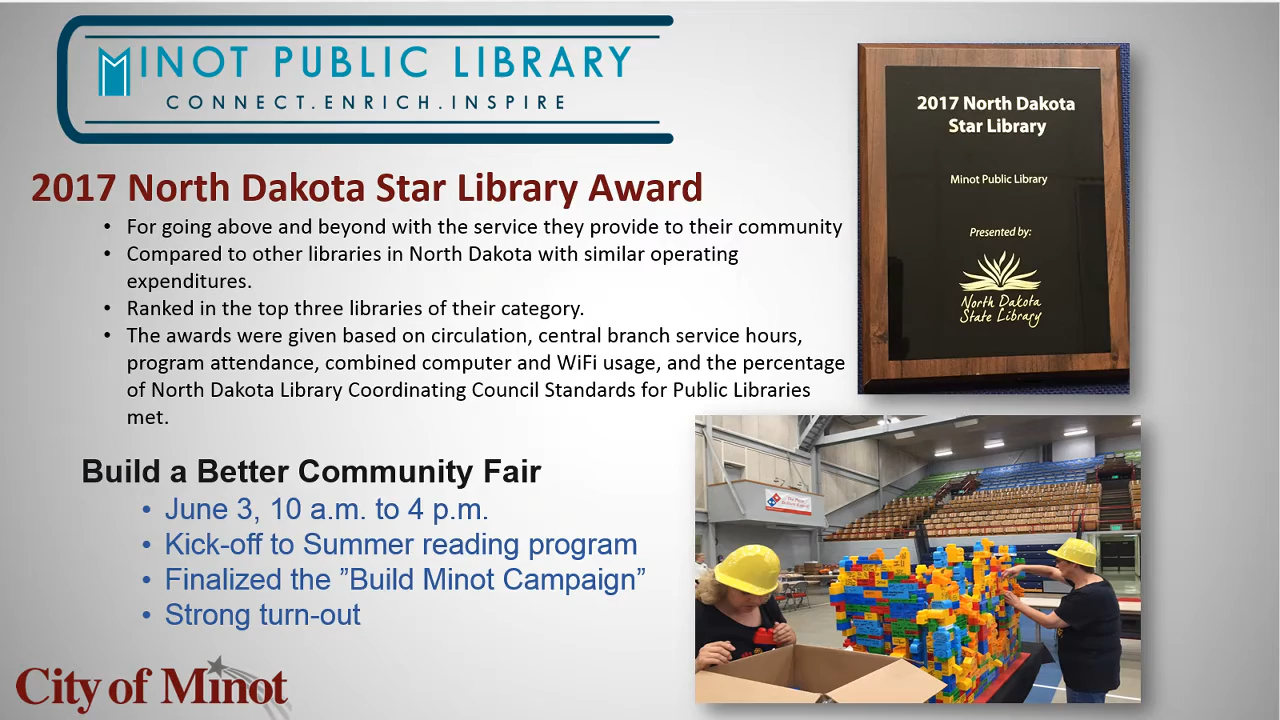 MINOT PUBLIC LIBRARY
CONNECT.ENRICH.INSPIRE
2017 North Dakota Star Library Award
• For going above and beyond with the service they provide to their community
• Compared to other libraries in North Dakota with similar operating
expenditures.
• Ranked in the top three libraries of their category.
• The awards were given based on circulation, central branch service hours,
program attendance, combined computer and WiFi usage, and the percentage
of North Dakota Library Coordinating Council Standards for Public Libraries
met.
2017 North Dakota
Star Library
Minot Public Library
Presented by:
North Dakota
State Library
Build a Better Community Fair
• June 3, 10 a.m. to 4 p.m.
• Kick-off to Summer reading program
• Finalized the ”Build Minot Campaign”
• Strong turn-out
City of Minot